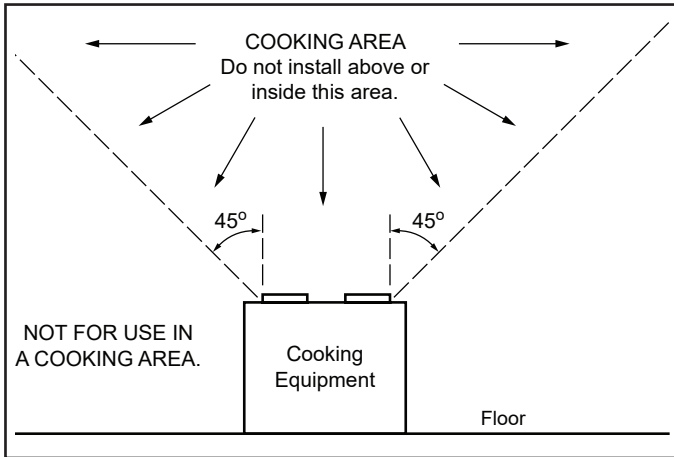 COOKING AREA
Do not install above or
inside this area.
45º
45º
NOT FOR USE IN
A COOKING AREA.
Cooking
Equipment
Floor